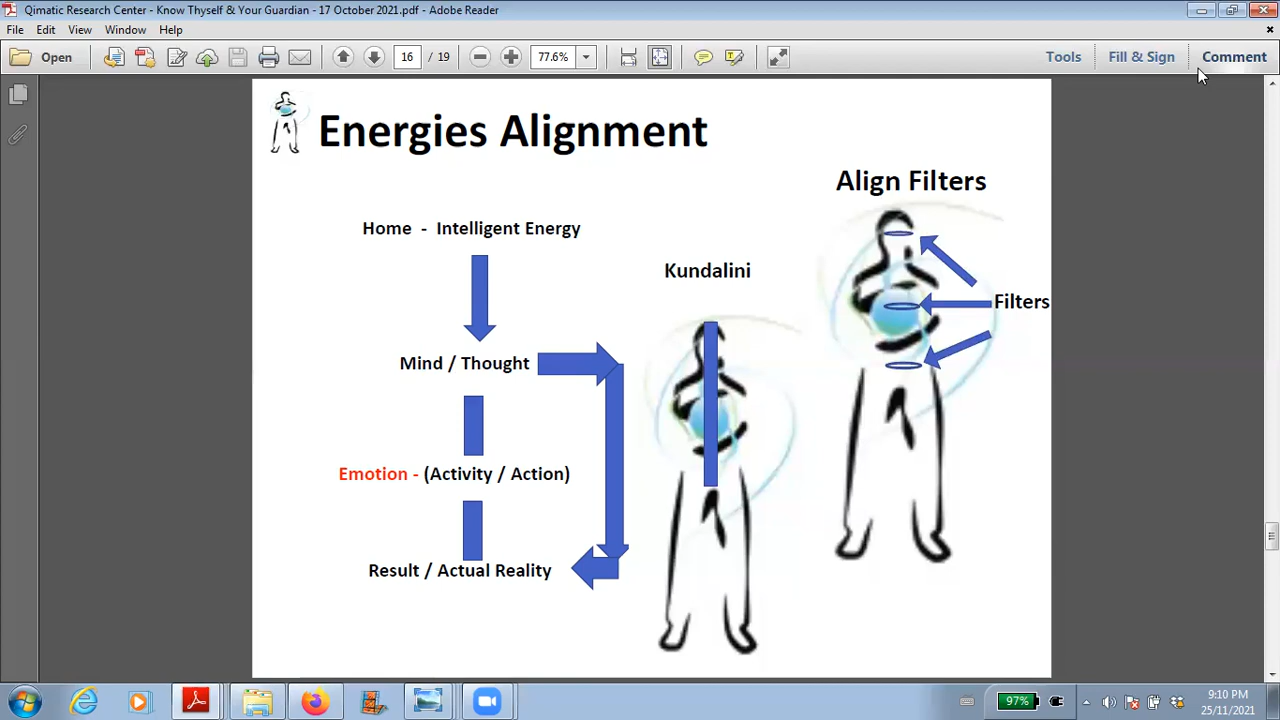 Qimatic Research Center - Know Thyself & Your Guardian - 17 October 2021.pdf - Adobe Reader
File Edit View Window Help
Open 16 / 19 77.6% Tools Fill & Sign Comment
Energies Alignment
Align Filters
Home - Intelligent Energy
Kundalini
Filters
Mind / Thought
Emotion - (Activity / Action)
Result / Actual Reality
97%
9:10 PM
25/11/2021